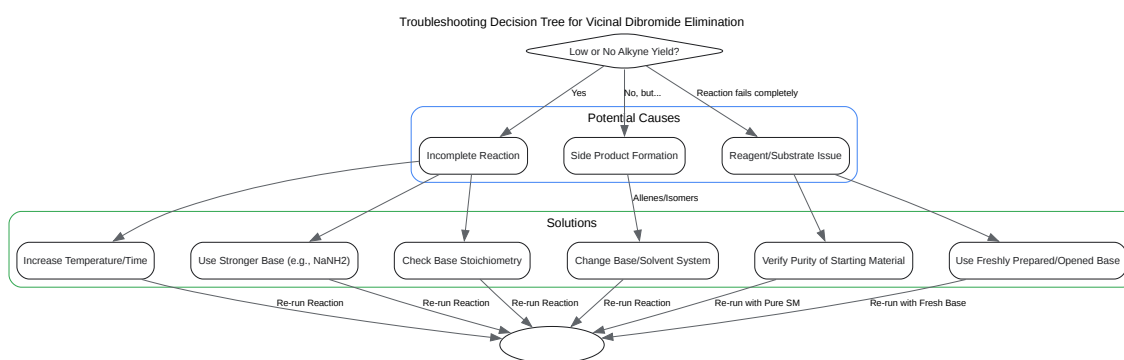 Troubleshooting Decision Tree for Vicinal Dibromide Elimination
Low or No Alkyne Yield?
Yes
No, but...
Reaction fails completely
Potential Causes
Incomplete Reaction
Side Product Formation
Reagent/Substrate Issue
Allenes/Isomers
Solutions
Increase Temperature/Time
Use Stronger Base (e.g., NaNH2)
Check Base Stoichiometry
Change Base/Solvent System
Verify Purity of Starting Material
Use Freshly Prepared/Opened Base
Re-run Reaction
Re-run Reaction
Re-run Reaction
Re-run Reaction
Re-run with Pure SM
Re-run with Fresh Base